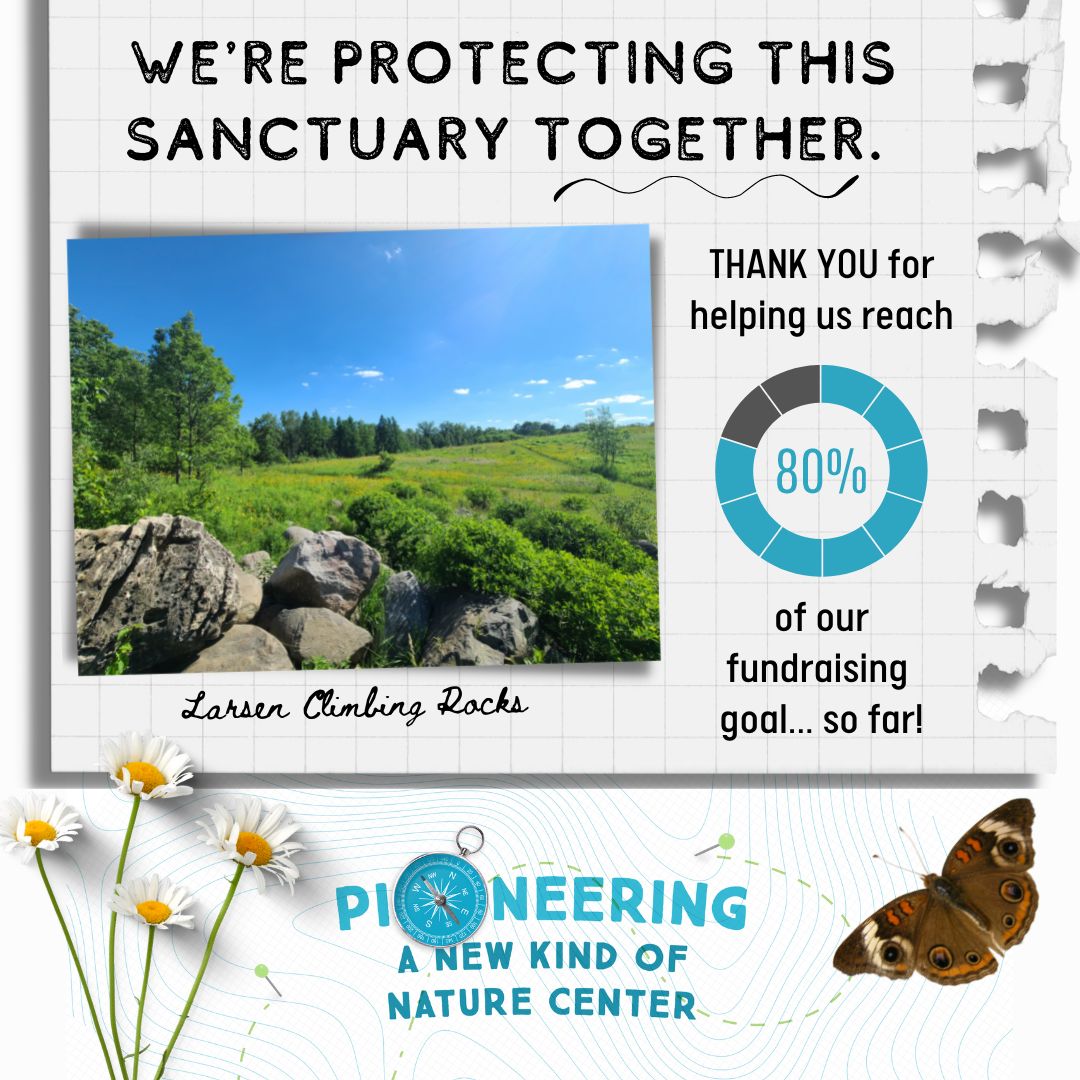 WE'RE PROTECTING THIS
SANCTUARY TOGETHER.
THANK YOU for
helping us reach
80%
of our
fundraising
goal... so far!
Larsen Climbing Rocks
PIONEERING
A NEW KIND OF
NATURE CENTER